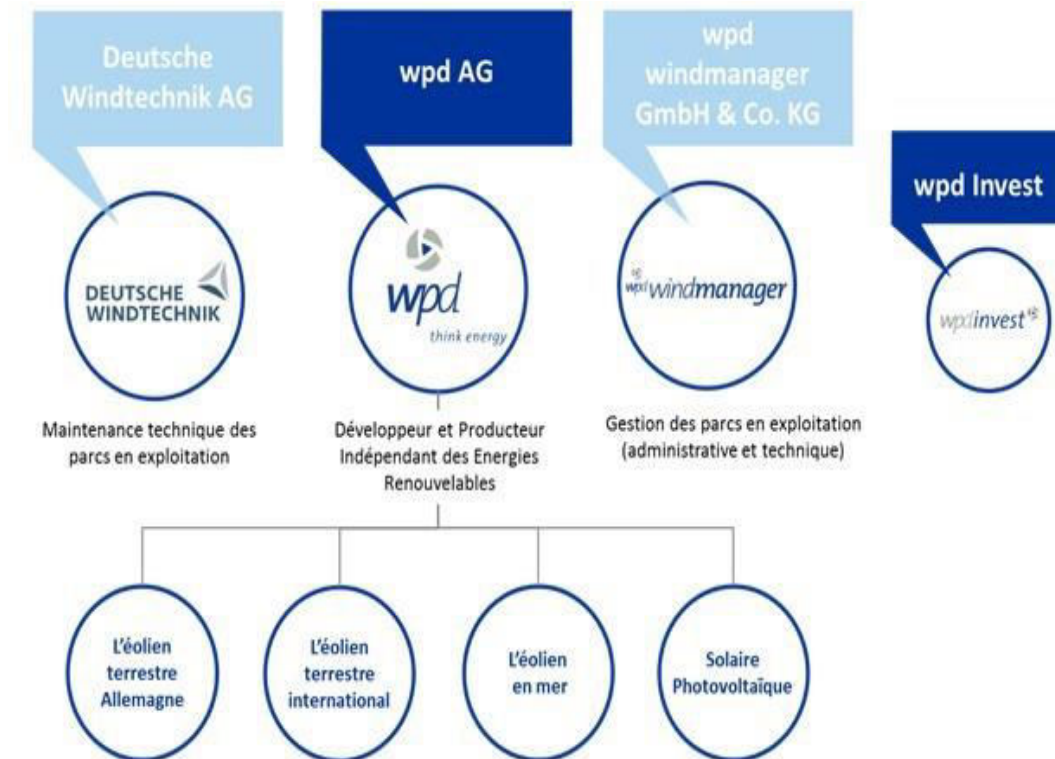 Deutsche
Windtechnik AG
wpd AG
wpd
windmanager
GmbH & Co. KG
wpd Invest
DEUTSCHE
WINDTECHNIK
wpd
think energy
wpd windmanager
wpdinvest
Maintenance technique des
parcs en exploitation
Développeur et Producteur
Indépendant des Energies
Renouvelables
Gestion des parcs en exploitation
(administrative et technique)
L'éolien
terrestre
Allemagne
L'éolien
terrestre
international
L'éolien
en mer
Solaire
Photovoltaïque